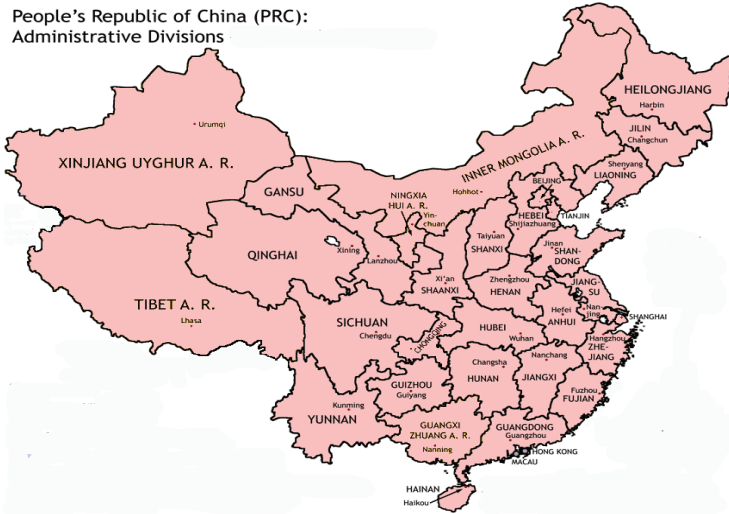 People's Republic of China (PRC):
Administrative Divisions
HEILONGJIANG
Harbin
Urumqi
JILIN
Changchun
XINJIANG UYGHUR A. R.
INNER MONGOLIA A. R.
Shenyang
LIAONING
GANSU
NINGXIA
HUI A. R.
Hohhot
BEIJING
Yin-
chuan
HEBEI
Shijiazhuang
TIANJIN
Taiyuan
SHANXI
QINGHAI
Xining
Lanzhou
Jinan
SHAN-
DONG
Xi'an
SHAANXI
Zhengzhou
HENAN
JIANG-
SU
TIBET A. R.
Lhasa
Nan-
jing
Hefei
ANHUI
SHANGHAI
SICHUAN
Chengdu
CHONGQING
HUBEI
Wuhan
Hangzhou
ZHE-
JIANG
Changsha
HUNAN
Nanchang
JIANGXI
GUIZHOU
Guiyang
Fuzhou
FUJIAN
Kunming
YUNNAN
GUANGXI
ZHUANG A. R.
Nanning
GUANGDONG
Guangzhou
HONG KONG
MACAU
HAINAN
Haikou